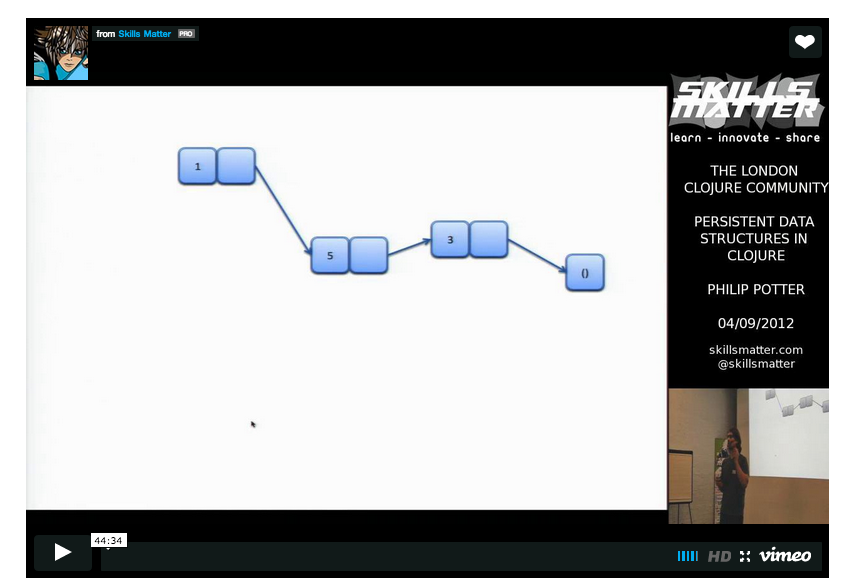 from Skills Matter PRO
SKILLS
MATTER
learn - innovate - share
1
5
3
()
THE LONDON
CLOJURE COMMUNITY
PERSISTENT DATA
STRUCTURES IN
CLOJURE
PHILIP POTTER
04/09/2012
skillsmatter.com
@skillsmatter
44:34
HD vimeo